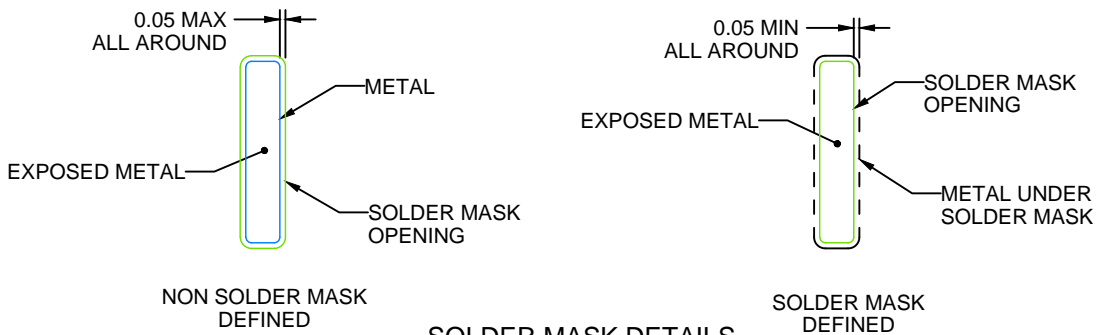 0.05 MAX
ALL AROUND
METAL
EXPOSED METAL
SOLDER MASK
OPENING
NON SOLDER MASK
DEFINED
0.05 MIN
ALL AROUND
SOLDER MASK
OPENING
EXPOSED METAL
METAL UNDER
SOLDER MASK
SOLDER MASK
DEFINED
SOLDER MASK DETAILS